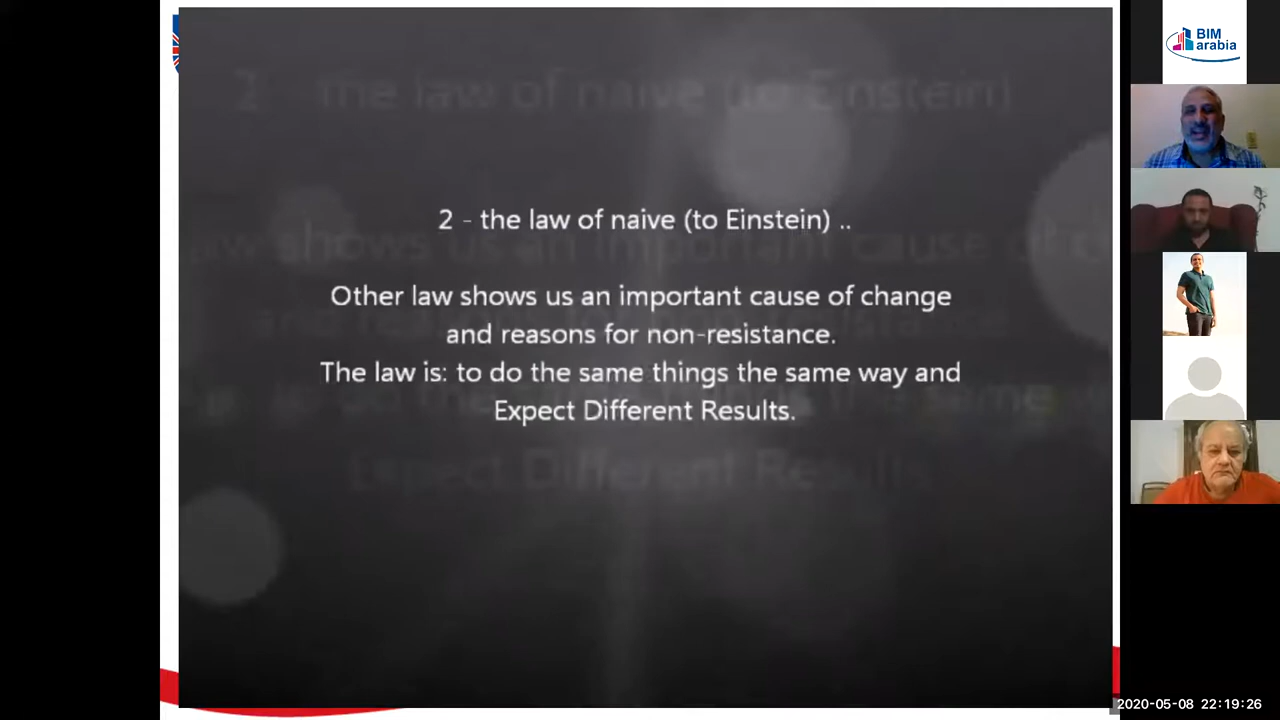 2 - the law of naive (to Einstein) ..
Other law shows us an important cause of change
and reasons for non-resistance.
The law is: to do the same things the same way and
Expect Different Results.
BIM
arabia
2020-05-08 22:19:26